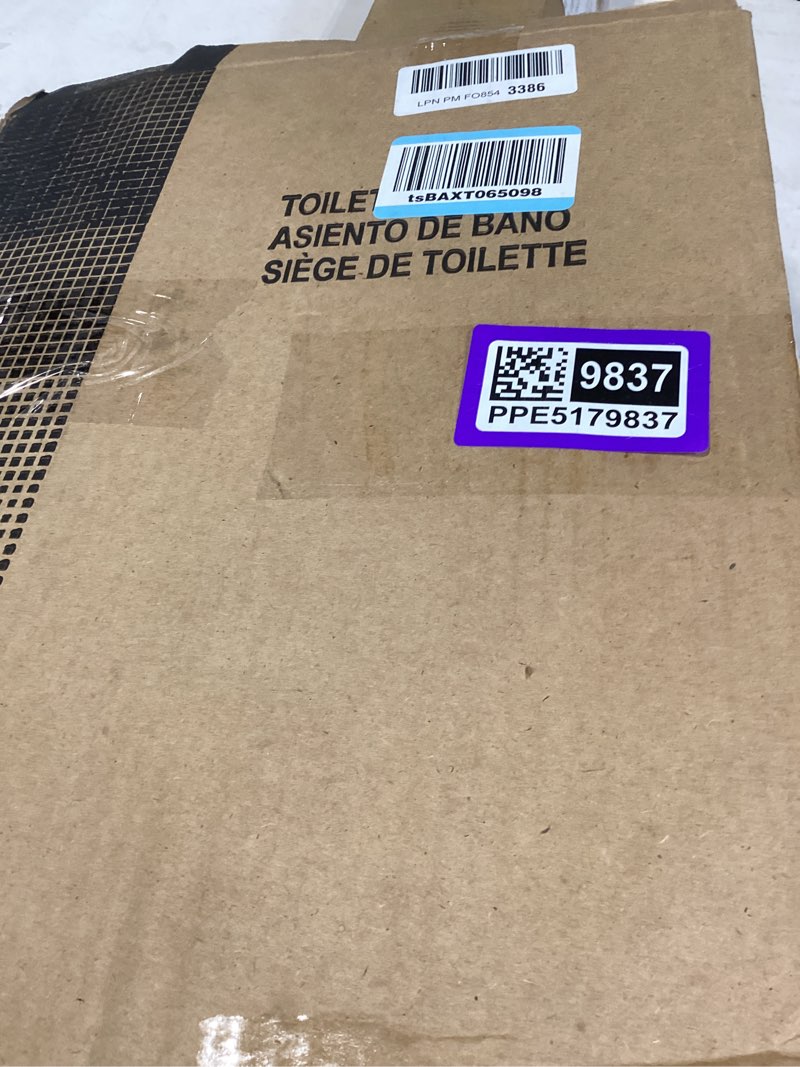 LPN PM FO854 3386
tsBAXT065098
TOILET
ASIENTO DE BANO
SIÈGE DE TOILETTE
9837
PPE5179837